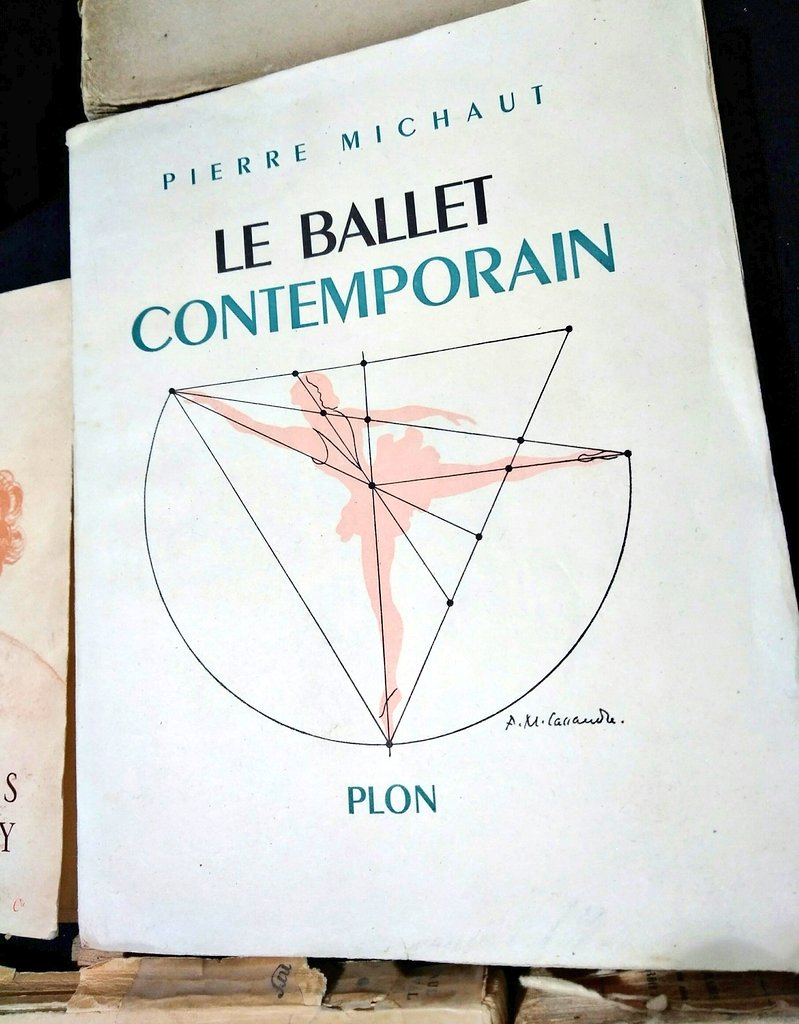 PIERRE MICHAUT
LE BALLET
CONTEMPORAIN
A.M. Cassandre.
PLON
S
Y